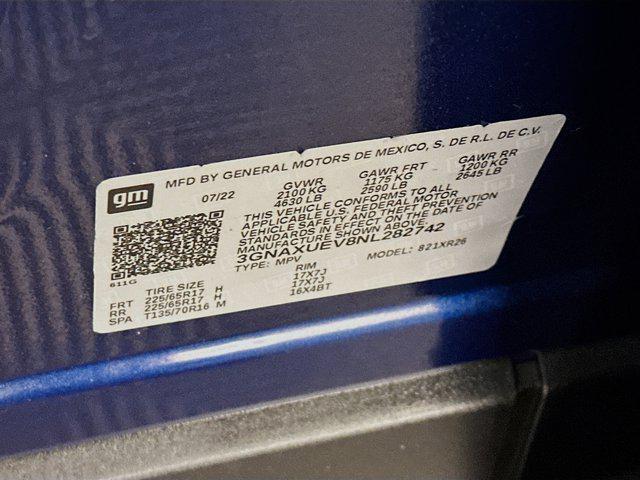 gm
MFD BY GENERAL MOTORS DE MEXICO, S. DE R.L. DE C.V.
07/22 GVWR GAWR FRT GAWR RR
2100 KG 1175 KG 1200 KG
4630 LB 2590 LB 2645 LB
THIS VEHICLE CONFORMS TO ALL
APPLICABLE U.S. FEDERAL MOTOR
VEHICLE SAFETY AND THEFT PREVENTION
STANDARDS IN EFFECT ON THE DATE OF
MANUFACTURE SHOWN ABOVE.
3GNAXUEV8NL282742
TYPE: MPV MODEL: 821XR26
611G
TIRE SIZE RIM
FRT 225/65R17 H 17X7J
RR 225/65R17 H 17X7J
SPA T135/70R16 M 16X4BT